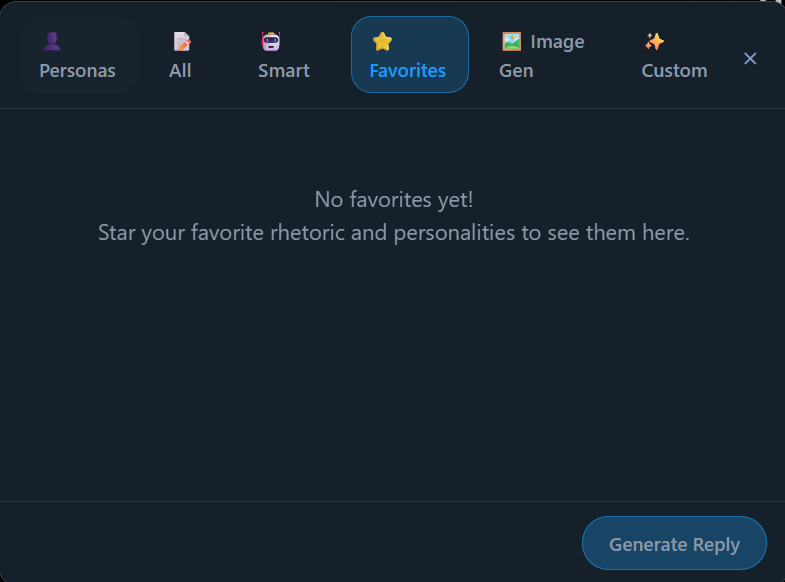 Personas
All
Smart
Favorites
Image
Gen
Custom
No favorites yet!
Star your favorite rhetoric and personalities to see them here.
Generate Reply